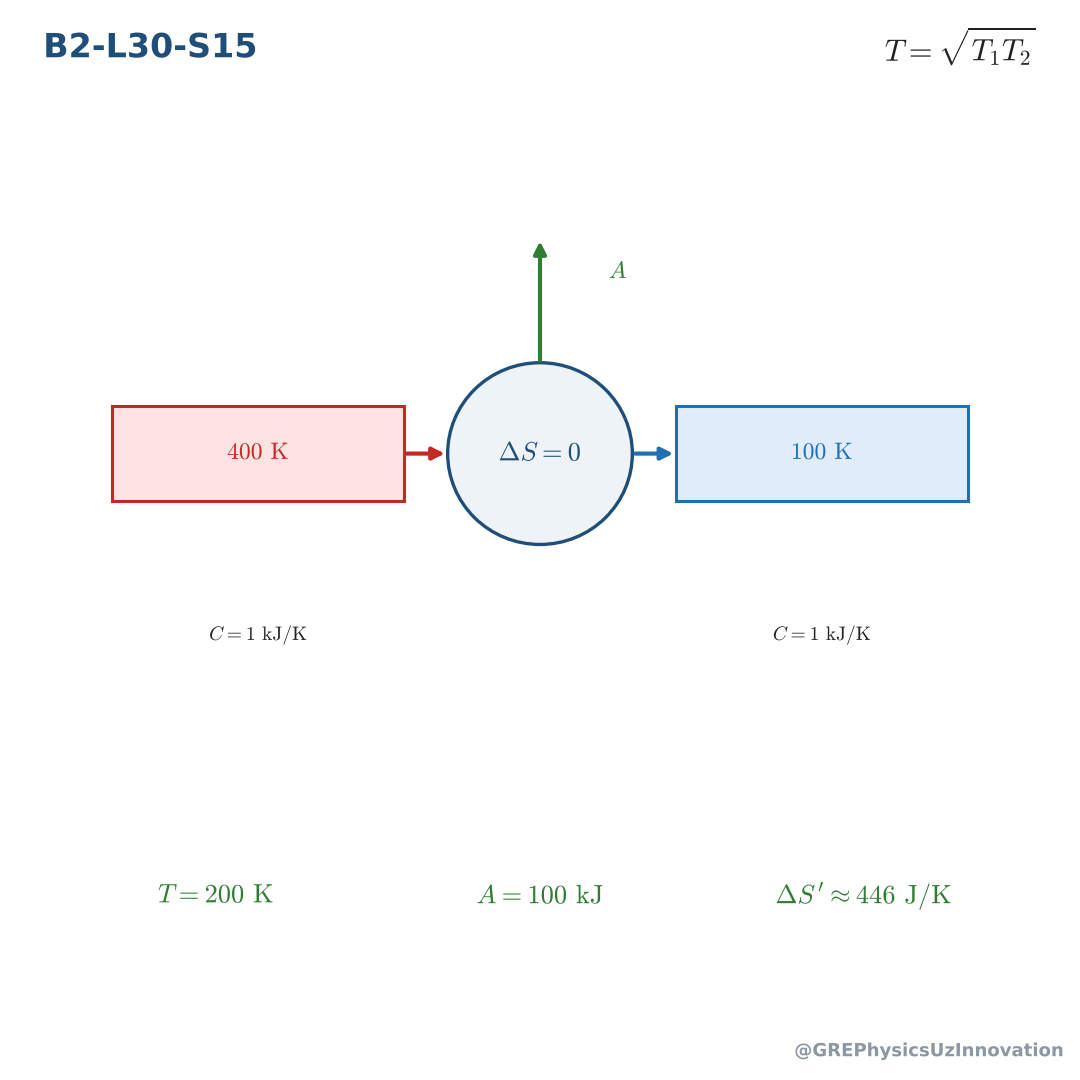 B2-L30-S15
T = √T₁T₂
A
400 K
ΔS = 0
100 K
C = 1 kJ/K
C = 1 kJ/K
T = 200 K
A = 100 kJ
ΔS′ ≈ 446 J/K
@GREPhysicsUzInnovation